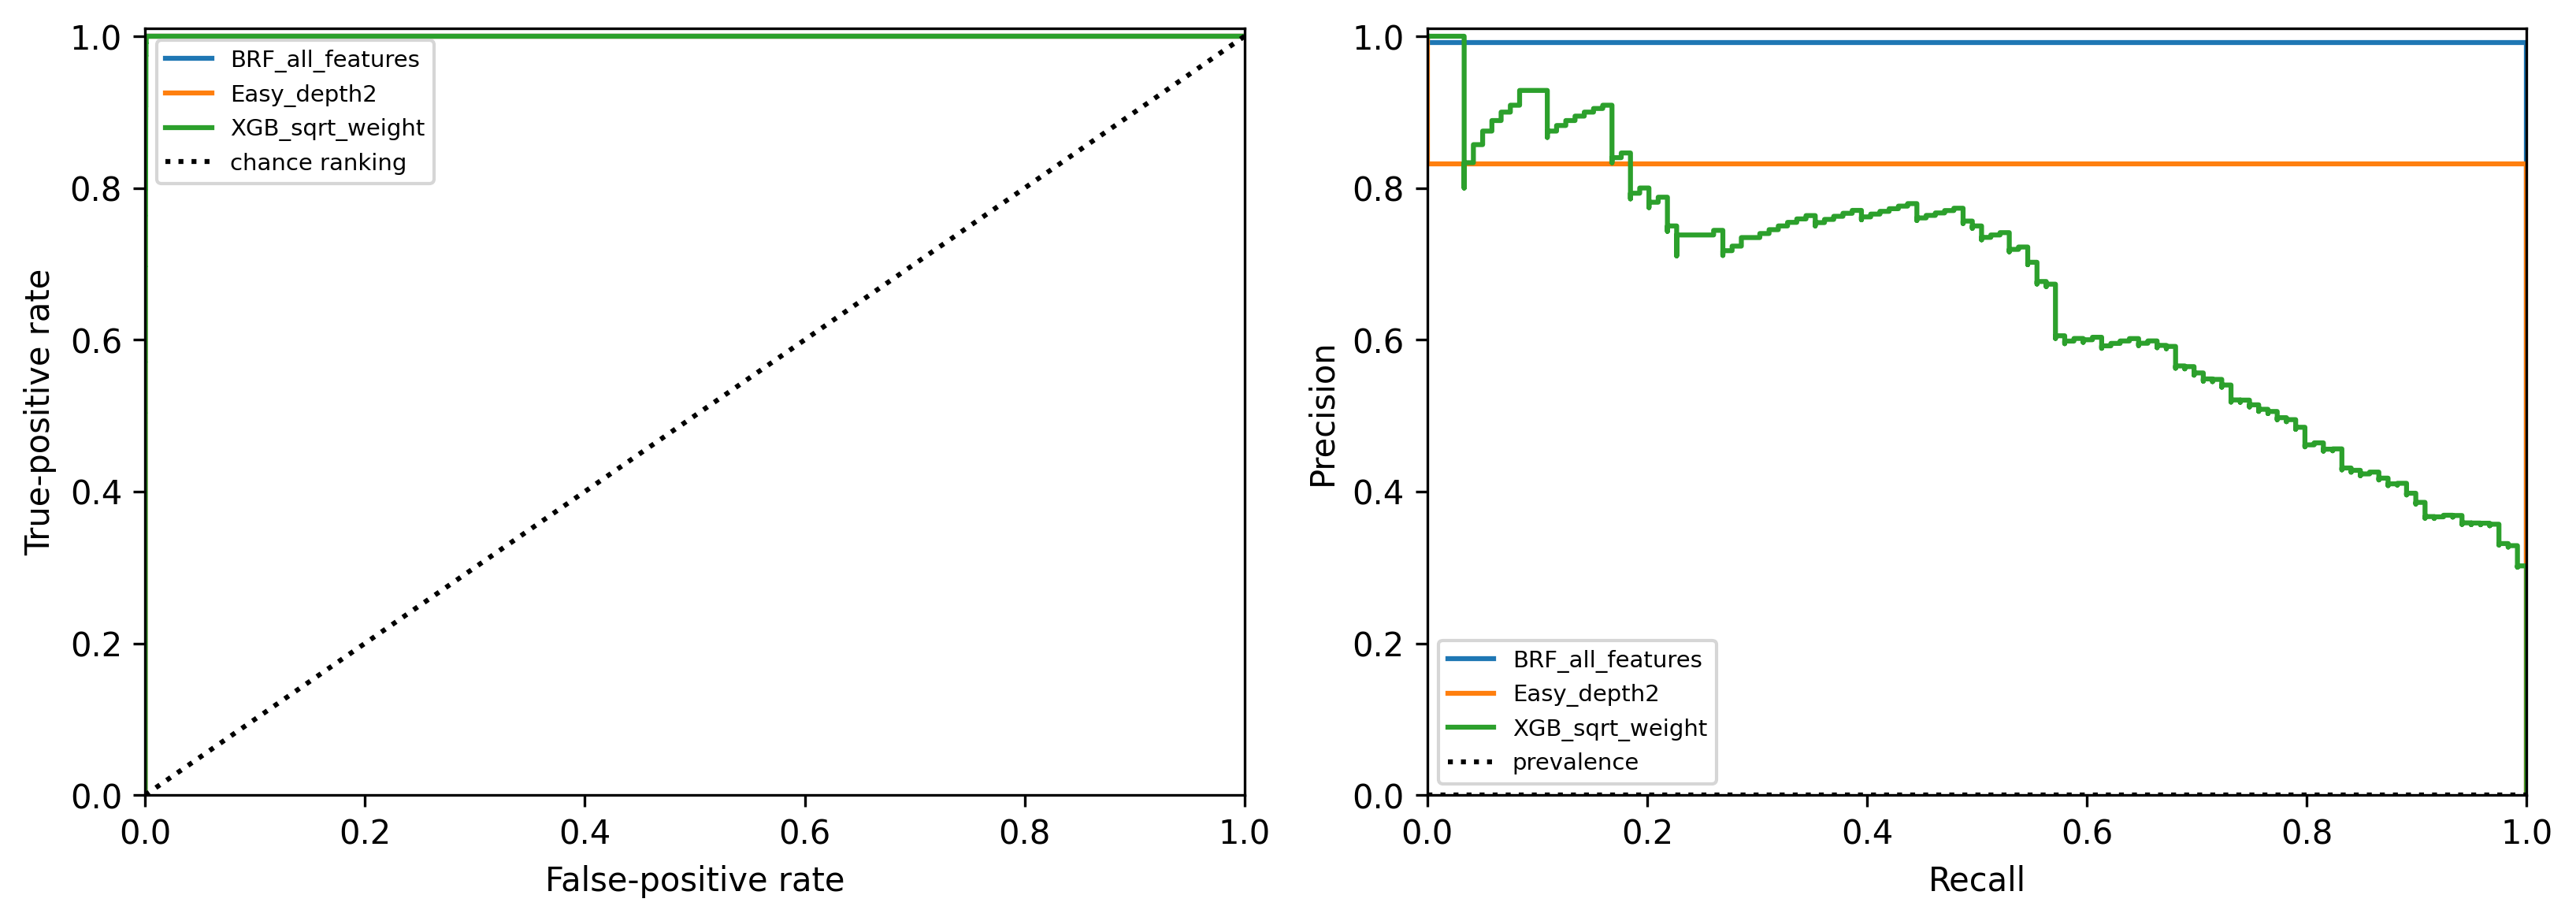 1.0
0.8
0.6
0.4
0.2
0.0
True-positive rate
BRF_all_features
Easy_depth2
XGB_sqrt_weight
chance ranking
0.0 0.2 0.4 0.6 0.8 1.0
False-positive rate
1.0
0.8
0.6
0.4
0.2
0.0
Precision
BRF_all_features
Easy_depth2
XGB_sqrt_weight
prevalence
0.0 0.2 0.4 0.6 0.8 1.0
Recall